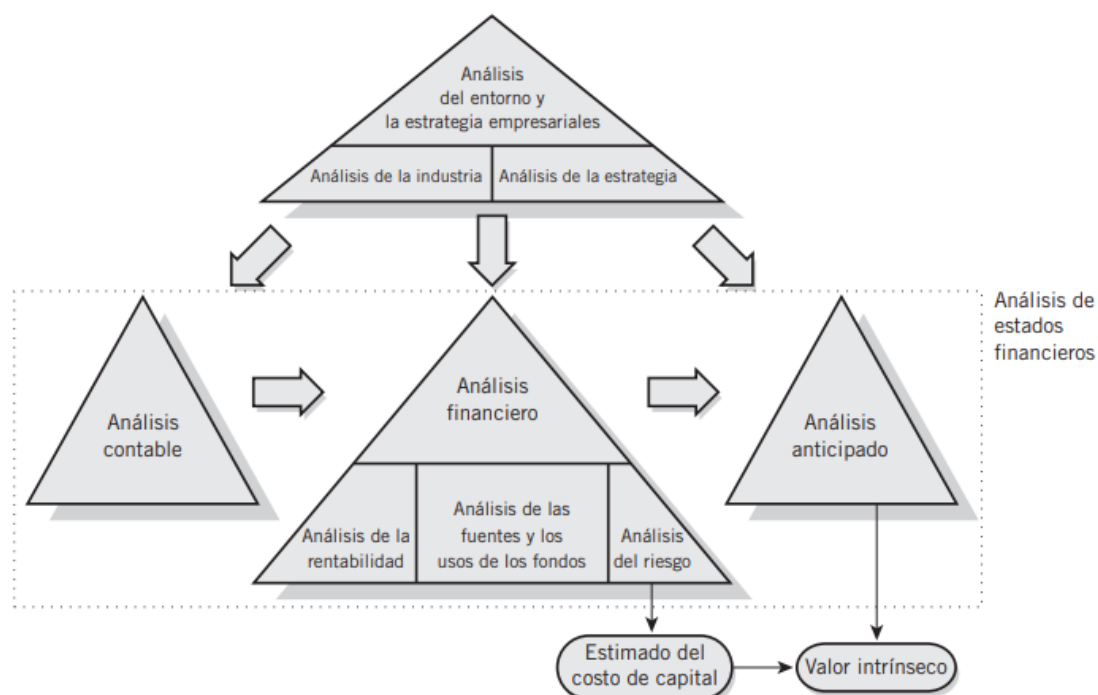 Análisis
del entorno y
la estrategia empresariales
Análisis de la industria
Análisis de la estrategia
Análisis de
estados
financieros
Análisis
contable
Análisis
financiero
Análisis de la
rentabilidad
Análisis de las
fuentes y los
usos de los fondos
Análisis
del riesgo
Análisis
anticipado
Estimado del
costo de capital
Valor intrínseco